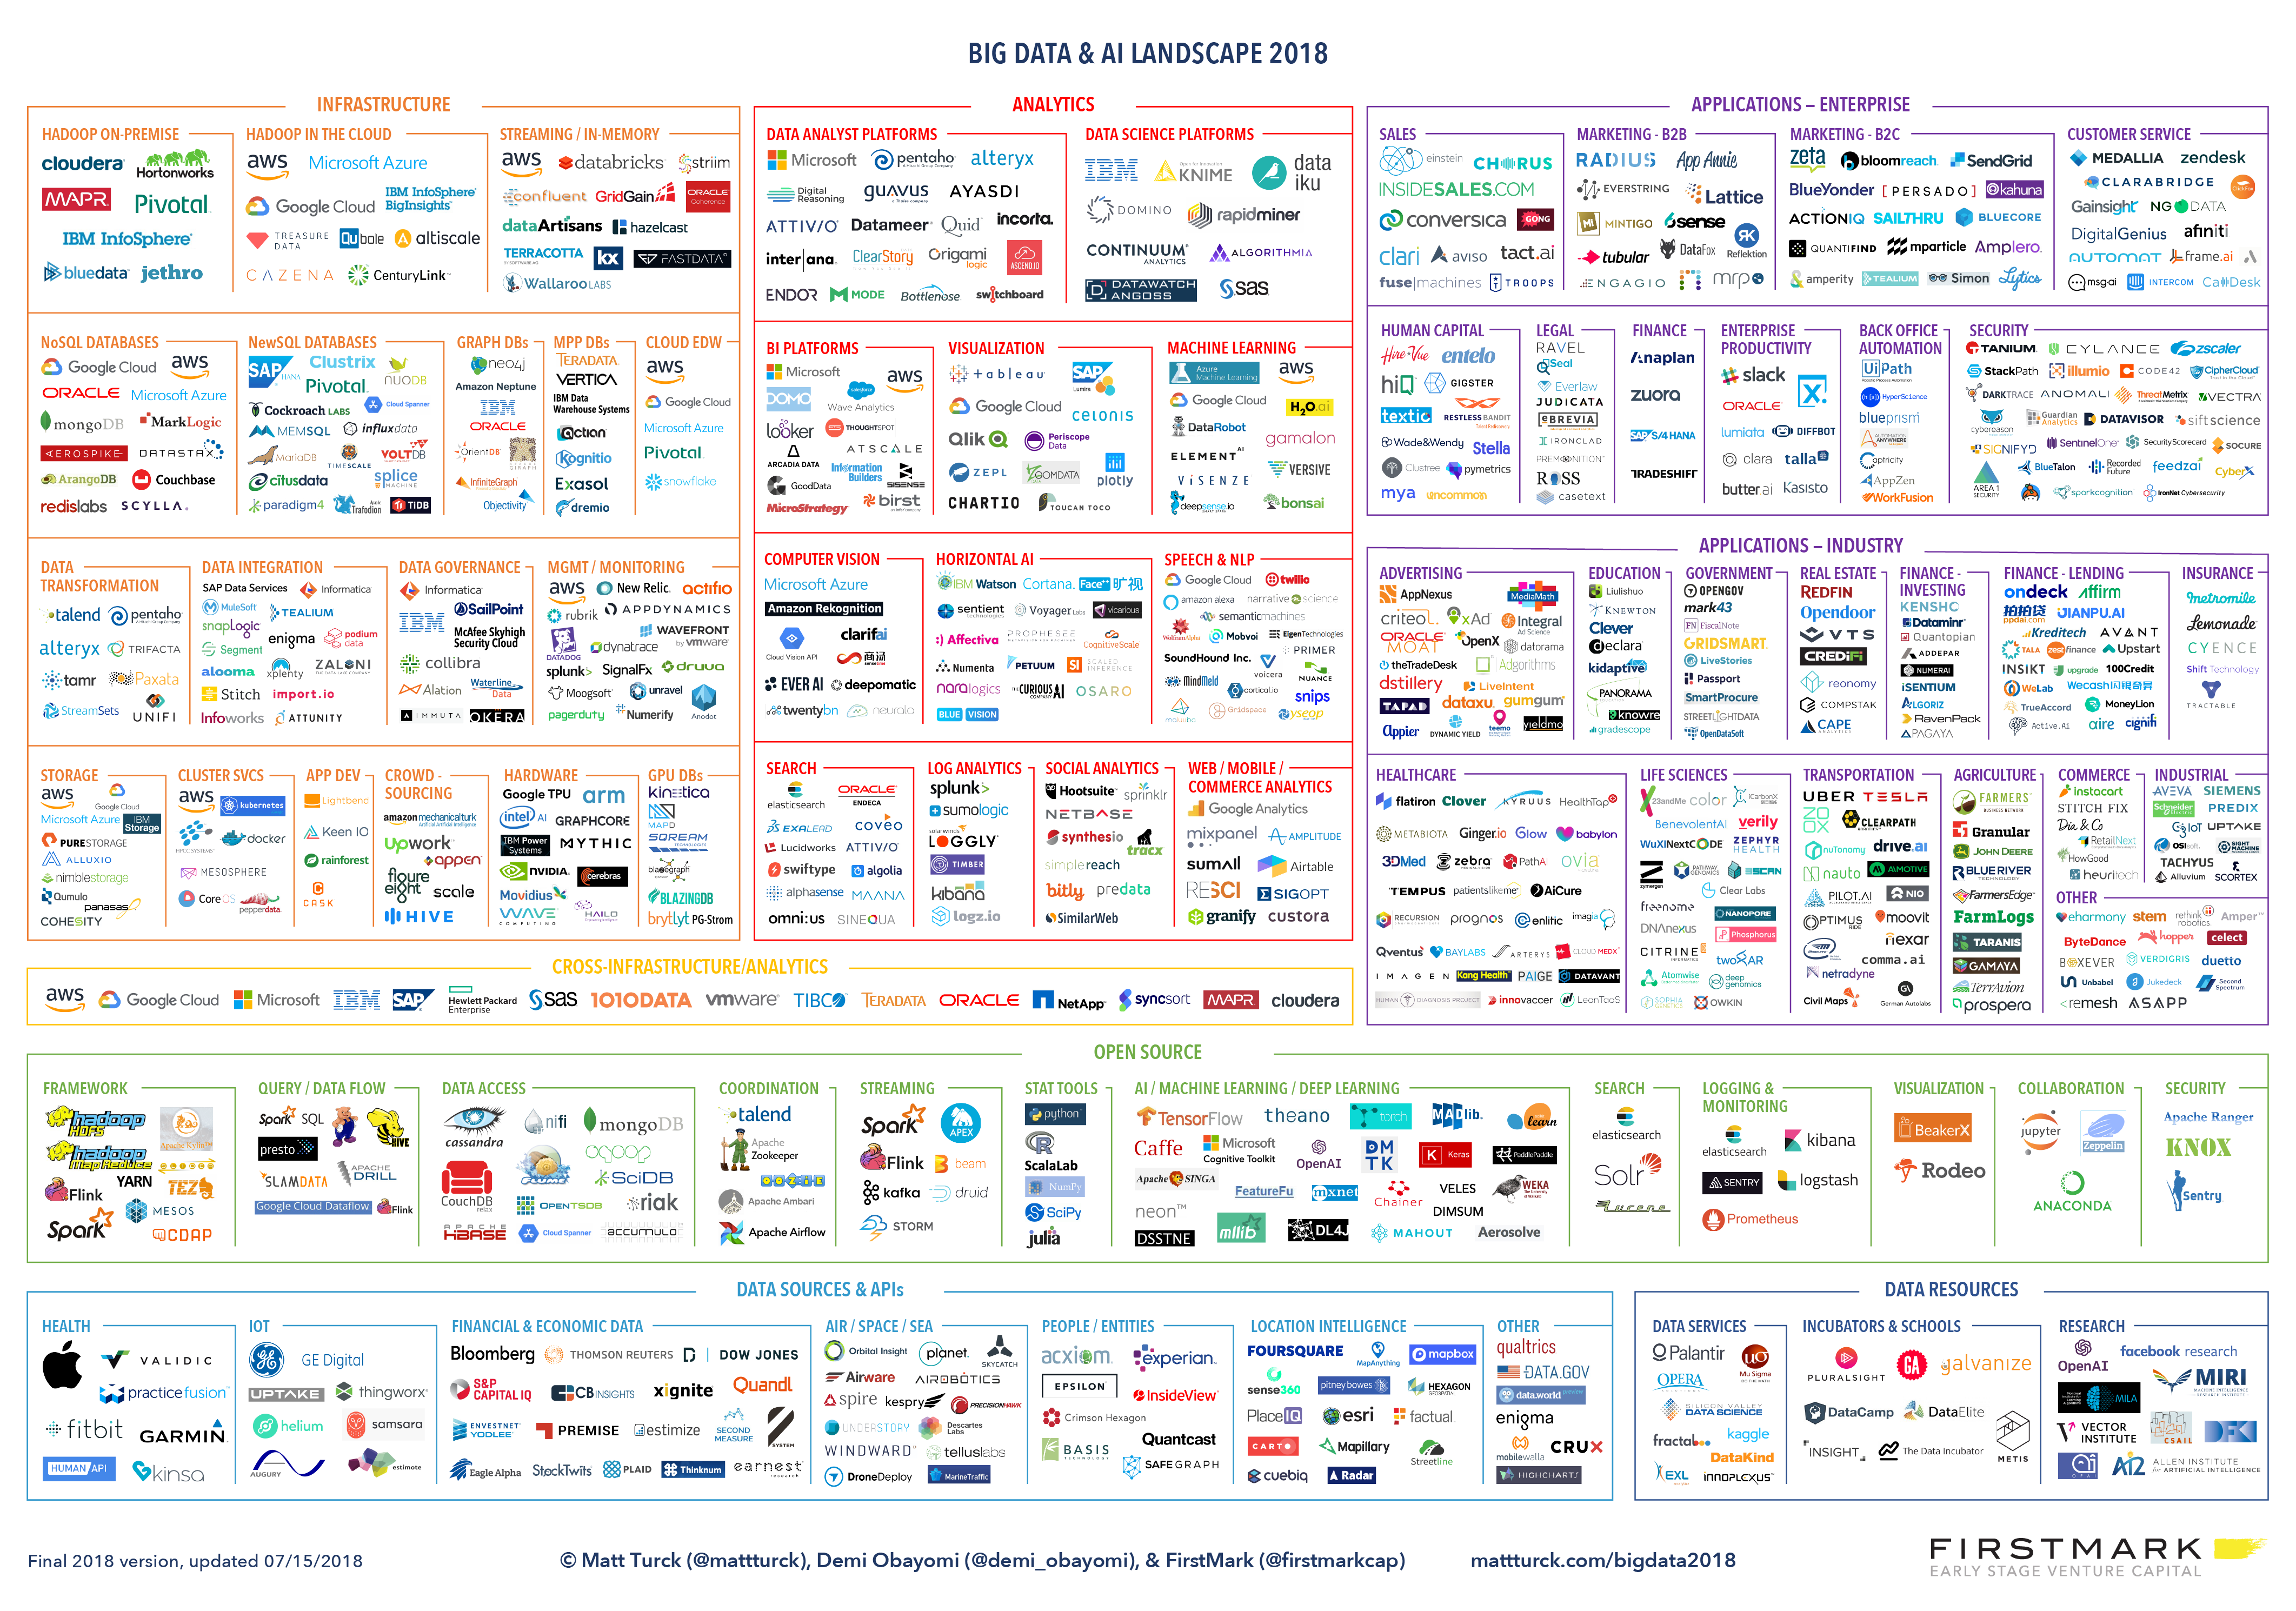 BIG DATA & AI LANDSCAPE 2018
INFRASTRUCTURE
HADOOP ON-PREMISE
cloudera Hortonworks
MAPR Pivotal
IBM InfoSphere
bluedata jethro
HADOOP IN THE CLOUD
aws Microsoft Azure
Google Cloud IBM InfoSphere BigInsights
TREASURE DATA Qubole altiscale
CAZENA CenturyLink
STREAMING / IN-MEMORY
aws databricks striim
confluent GridGain ORACLE Coherence
dataArtisans hazelcast
TERRACOTTA kx FASTDATA
Wallaroo LABS
NoSQL DATABASES
Google Cloud aws
ORACLE Microsoft Azure
mongoDB MarkLogic
AEROSPIKE DATASTAX
ArangoDB Couchbase
redislabs SCYLLA.
NewSQL DATABASES
SAP HANA Clustrix
Pivotal NUODB
Cockroach LABS Cloud Spanner
MEMSQL influxdata
MariaDB TIMESCALE VOLTDB
citusdata splice MACHINE
paradigm4 Trafodion TiDB
GRAPH DBs
neo4j
Amazon Neptune
IBM
ORACLE
OrientDB
InfiniteGraph
Objectivity
MPP DBs
TERADATA
VERTICA
IBM Data Warehouse Systems
Actian
Kognitio
Exasol
dremio
CLOUD EDW
aws
Google Cloud
Microsoft Azure
Pivotal
snowflake
DATA TRANSFORMATION
talend pentaho
alteryx TRIFACTA
tamr Paxata
StreamSets UNIFI
DATA INTEGRATION
SAP Data Services Informatica
MuleSoft TEALIUM
snapLogic enigma podium data
Segment
alooma xplenty ZALONI
Stitch import.io
Infoworks ATTUNITY
DATA GOVERNANCE
Informatica
IBM SailPoint
McAfee Skyhigh Security Cloud
collibra
Alation Waterline Data
IMMUTA OKERA
MGMT / MONITORING
aws New Relic actifio
rubrik APPDYNAMICS
DATADOG WAVEFRONT by vmware
dynatrace
splunk> SignalFx druva
Moogsoft unravel
pagerduty Numerify Anodot
STORAGE
aws Google Cloud
Microsoft Azure IBM Storage
PURESTORAGE
ALLUXIO
nimblestorage
Qumulo panasas
COHESITY
CLUSTER SVCS
aws kubernetes
HPCC SYSTEMS docker
MESOSPHERE
CoreOS pepperdata
APP DEV
Lightbend
Keen IO
rainforest
CASK
CROWD-SOURCING
amazon mechanical turk
Upwork
appen
figure eight scale
HIVE
HARDWARE
Google TPU arm
intel AI GRAPHCORE
IBM Power Systems MYTHIC
NVIDIA. cerebras
Movidius
WAVE COMPUTING HAILO
GPU DBs
kinetica
MAPD
SQREAM TECHNOLOGIES
blazegraph
BLAZINGDB
brytlyt PG-Strom
ANALYTICS
DATA ANALYST PLATFORMS
Microsoft pentaho alteryx
Digital Reasoning GUAVUS AYASDI
ATTIVIO Datameer Quid incorta.
inter|ana. ClearStory Origami logic ASCEND.IO
ENDOR MODE Bottlenose switchboard
DATA SCIENCE PLATFORMS
IBM KNIME data iku
DOMINO rapidminer
CONTINUUM ANALYTICS ALGORITHMIA
DATAWATCH ANGOSS sas
BI PLATFORMS
Microsoft aws
DOMO salesforce Wave Analytics
looker THOUGHTSPOT
ARCADIA DATA ATSCALE
GoodData Information Builders SISENSE
MicroStrategy birst
VISUALIZATION
+tableau SAP Lumira
Google Cloud celonis
Qlik Periscope Data
ZEPL ZOOMDATA plotly
CHARTIO TOUCAN TOCO
MACHINE LEARNING
Azure Machine Learning aws
Google Cloud H2O.ai
DataRobot gamalon
ELEMENT AI
VISENZE VERSIVE
deepsense.io bonsai
COMPUTER VISION
Microsoft Azure
Amazon Rekognition
Cloud Vision API clarifai
商汤 sensetime
EVER AI deepomatic
twentybn neurala
HORIZONTAL AI
IBM Watson Cortana. Face++ 旷视
sentient technologies Voyager Labs vicarious
Affectiva PROPHESEE CognitiveScale
Numenta PETUUM SCALED INFERENCE
naralogics THE CURIOUS AI COMPANY OSARO
BLUE VISION
SPEECH & NLP
Google Cloud twilio
amazon alexa narrative science
semantic machines
WolframAlpha Mobvoi EigenTechnologies
SoundHound Inc. voicera PRIMER
NUANCE
MindMeld cortical.io snips
maluuba Gridspace yseop
SEARCH
elasticsearch ORACLE ENDECA
EXALEAD coveo
Lucidworks ATTIVIO
swiftype algolia
alphasense MAANA
omni:us SINEQUA
LOG ANALYTICS
splunk>
sumologic
solarwinds LOGGLY
TIMBER
kibana
logz.io
SOCIAL ANALYTICS
Hootsuite sprinklr
NETBASE
synthesio tracx
simplereach
bitly predata
SimilarWeb
WEB / MOBILE / COMMERCE ANALYTICS
Google Analytics
mixpanel AMPLITUDE
sumall Airtable
RESCI SIGOPT
granify custora
CROSS-INFRASTRUCTURE/ANALYTICS
aws Google Cloud Microsoft IBM SAP Hewlett Packard Enterprise sas 1010DATA vmware TIBCO TERADATA ORACLE NetApp syncsort MAPR cloudera
APPLICATIONS – ENTERPRISE
SALES
einstein CHORUS
INSIDESALES.COM
conversica GONG
clari aviso tact.ai
fuse|machines TROOPS
MARKETING - B2B
RADIUS App Annie
EVERSTRING Lattice
MINTIGO 6sense
tubular DataFox Reflektion
ENGAGIO mrp
MARKETING - B2C
zeta bloomreach SendGrid
BlueYonder [PERSADO] kahuna
ACTIONIQ SAILTHRU BLUECORE
QUANTIFIND mparticle Amplero.
amperity TEALIUM Simon Lytics
CUSTOMER SERVICE
MEDALLIA zendesk
CLARABRIDGE ClickFox
Gainsight NGDATA
DigitalGenius afiniti
AUTOMAT frame.ai
msg.ai INTERCOM Ca@Desk
HUMAN CAPITAL
HireVue entelo
hiQ GIGSTER
textio RESTLESS BANDIT
Wade&Wendy Stella
Clustree pymetrics
mya uncommon
LEGAL
RAVEL
Seal
Everlaw
JUDICATA
eBREVIA
IRONCLAD
PREMONITION
ROSS
casetext
FINANCE
Anaplan
zuora
SAP S/4 HANA
TRADESHIFT
ENTERPRISE PRODUCTIVITY
slack
ORACLE
lumiata DIFFBOT
clara talla
butter.ai Kasisto
BACK OFFICE AUTOMATION
UiPath
HyperScience
blueprism
AUTOMATION ANYWHERE
Captricity
AppZen
WorkFusion
SECURITY
TANIUM. CYLANCE zscaler
StackPath illumio CODE42 CipherCloud
DARKTRACE ANOMALI ThreatMetrix VECTRA
cybereason Guardian Analytics DATAVISOR siftscience
SIGNIFYD SentinelOne SecurityScorecard SOCURE
AREA 1 SECURITY BlueTalon Recorded Future feedzai CyberX
sparkcognition IronNet Cybersecurity
APPLICATIONS – INDUSTRY
ADVERTISING
AppNexus MediaMath
criteo. xAd Integral Ad Science
ORACLE MOAT OpenX datorama
theTradeDesk Adgorithms
dstillery LiveIntent
TAPAD dataxu. gumgum
Appier DYNAMIC YIELD teemo yieldmo
EDUCATION
Liulishuo
KNEWTON
Clever
declara
kidaptive
PANORAMA
knowre
gradescope
GOVERNMENT
OPENGOV
mark43
FN FiscalNote
GRIDSMART
LiveStories
Passport
SmartProcure
STREETLIGHTDATA
OpenDataSoft
REAL ESTATE
REDFIN
Opendoor
VTS
CREDiFi
reonomy
COMPSTAK
CAPE ANALYTICS
FINANCE - INVESTING
KENSHO
Dataminr
Quantopian
ADDEPAR
NUMERAI
iSENTIUM
ALGORIZ
RavenPack
PAGAYA
FINANCE - LENDING
ondeck Affirm
拍拍贷 ppdai.com JIANPU.AI
Kreditech AVANT
TALA zestfinance Upstart
INSIKT upgrade 100Credit
WeLab Wecash闪银奇异
TrueAccord MoneyLion
Active.Ai aire cignifi
INSURANCE
metromile
Lemonade
CYENCE
Shift Technology
TRACTABLE
HEALTHCARE
flatiron Clover KYRUUS HealthTap
METABIOTA Ginger.io Glow babylon
3DMed zebra PathAI ovia
TEMPUS patientslikeme AiCure
RECURSION prognos enlitic imagia
Qventus BAYLABS ARTERYS CLOUD MEDX
IMAGEN Kang Health PAIGE DATAVANT
HUMAN DIAGNOSIS PROJECT innovaccer LeanTaaS
LIFE SCIENCES
23andMe color iCarbonX
BenevolentAI verily
WuXiNextCODE ZEPHYR HEALTH
zymergen PATHWAY GENOMICS BSCAN
Clear Labs
freenome NANOPORE
DNAnexus Phosphorus
CITRINE INFORMATICS twoXAR
Atomwise deep genomics
SOPHIA GENETICS OWKIN
TRANSPORTATION
UBER TESLA
ZOOX CLEARPATH
nuTonomy drive.ai
nauto AIMOTIVE
PILOT.AI NIO
OPTIMUS RIDE moovit
nexar
comma.ai
netradyne
Civil Maps German Autolabs
AGRICULTURE
FARMERS BUSINESS NETWORK
Granular
JOHN DEERE
BLUE RIVER TECHNOLOGY
FarmersEdge
FarmLogs
TARANIS
GAMAYA
TerrAvion
prospera
COMMERCE
instacart
STITCH FIX
Dia & Co
RetailNext
HowGood
heuritech
INDUSTRIAL
AVEVA SIEMENS
Schneider Electric PREDIX
C3 IoT UPTAKE
OSIsoft. SIGHT MACHINE
TACHYUS
Alluvium SCORTEX
OTHER
eharmony stem rethink robotics Amper
ByteDance hopper celect
BOXEVER VERDIGRIS duetto
Unbabel Jukedeck Second Spectrum
<remesh ASAPP
OPEN SOURCE
FRAMEWORK
hadoop HDFS Apache Kylin
hadoop MapReduce
Flink YARN TEZ
MESOS
Spark CDAP
QUERY / DATA FLOW
Spark SQL HIVE
presto
SLAMDATA APACHE DRILL
Google Cloud Dataflow Flink
DATA ACCESS
cassandra nifi mongoDB
sqoop
CouchDB relax FLUME SciDB
OPENTSDB riak
APACHE HBASE Cloud Spanner accumulo
COORDINATION
talend
Apache Zookeeper
OOZIE
Apache Ambari
Apache Airflow
STREAMING
Spark APEX
Flink beam
kafka druid
STORM
STAT TOOLS
python
R
ScalaLab
NumPy
SciPy
julia
AI / MACHINE LEARNING / DEEP LEARNING
TensorFlow theano torch MADlib. learn
Caffe Microsoft Cognitive Toolkit OpenAI DMTK Keras PaddlePaddle
Apache SINGA FeatureFu mxnet Chainer VELES WEKA
neon™ DIMSUM
DSSTNE mllib DL4J MAHOUT Aerosolve
SEARCH
elasticsearch
Solr
Lucene
LOGGING & MONITORING
elasticsearch kibana
SENTRY logstash
Prometheus
VISUALIZATION
BeakerX
Rodeo
COLLABORATION
jupyter Zeppelin
ANACONDA
SECURITY
Apache Ranger
KNOX
Sentry
DATA SOURCES & APIs
HEALTH
VALIDIC
practicefusion
fitbit GARMIN
HUMAN/API kinsa
IOT
GE Digital
UPTAKE thingworx
helium samsara
AUGURY estimote
FINANCIAL & ECONOMIC DATA
Bloomberg THOMSON REUTERS D | DOW JONES
S&P CAPITAL IQ CBINSIGHTS xignite Quandl
ENVESTNET YODLEE PREMISE estimize SECOND MEASURE 7 SYSTEM
Eagle Alpha StockTwits PLAID Thinknum earnest research
AIR / SPACE / SEA
Orbital Insight planet. SKYCATCH
Airware AIROBOTICS
spire kespry PRECISIONHAWK
UNDERSTORY Descartes Labs
WINDWARD telluslabs
DroneDeploy MarineTraffic
PEOPLE / ENTITIES
acxiom. experian.
EPSILON InsideView
Crimson Hexagon
BASIS TECHNOLOGY Quantcast
SAFEGRAPH
LOCATION INTELLIGENCE
FOURSQUARE MapAnything mapbox
sense360 pitney bowes HEXAGON GEOSPATIAL
PlaceIQ esri factual.
CARTO Mapillary Streetline
cuebiq Radar
OTHER
qualtrics
DATA.GOV
data.world
enigma
mobilewalla CRUX
HIGHCHARTS
DATA RESOURCES
DATA SERVICES
Palantir Mu Sigma
OPERA
SILICON VALLEY DATA SCIENCE
fractal kaggle
DataKind
EXL INNOPLEXUS
INCUBATORS & SCHOOLS
PLURALSIGHT GA galvanize
DataCamp DataElite
INSIGHT The Data Incubator METIS
RESEARCH
OpenAI facebook research
MILA MIRI
VECTOR INSTITUTE CSAIL DFKI
AI2 ALLEN INSTITUTE for ARTIFICIAL INTELLIGENCE
Final 2018 version, updated 07/15/2018
© Matt Turck (@mattturck), Demi Obayomi (@demi_obayomi), & FirstMark (@firstmarkcap)
mattturck.com/bigdata2018
FIRSTMARK
EARLY STAGE VENTURE CAPITAL